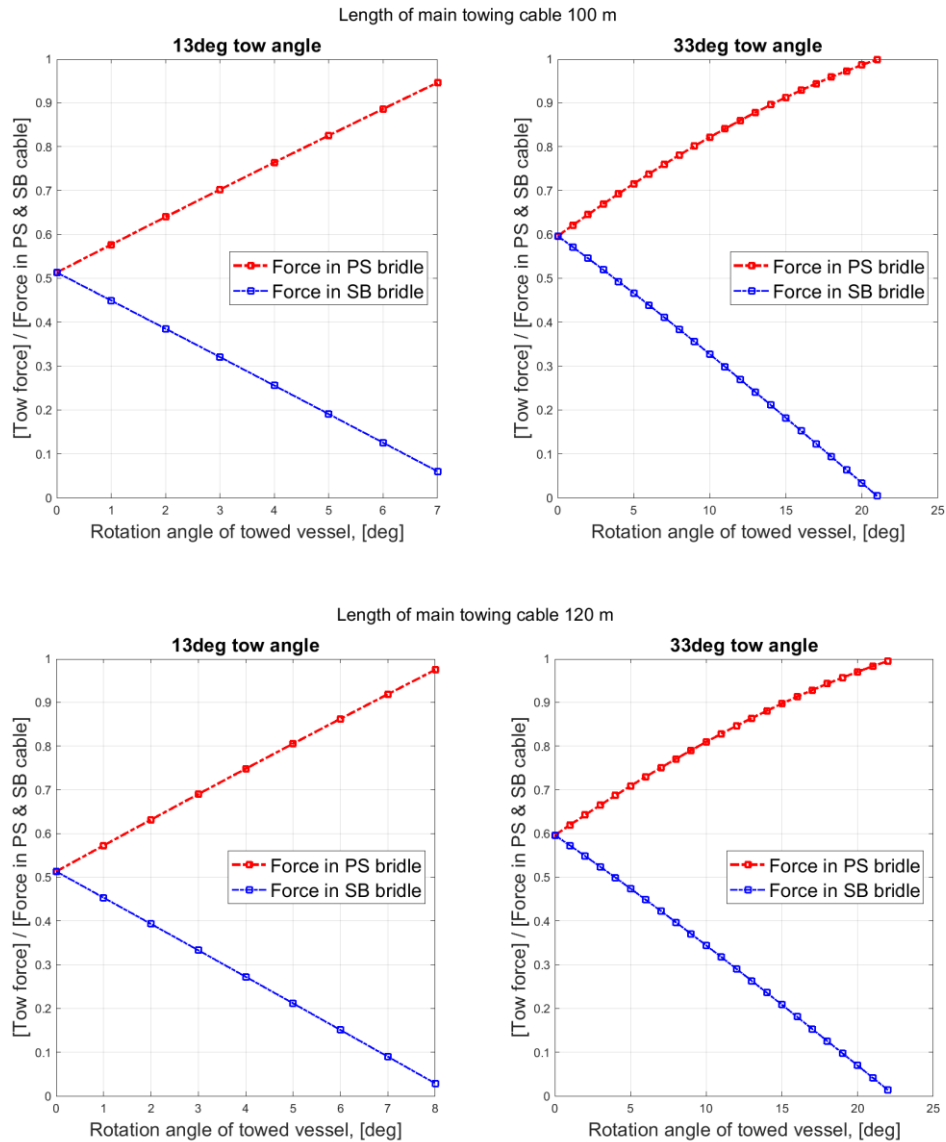 Length of main towing cable 100 m
13deg tow angle
[Tow force] / [Force in PS & SB cable]
1
0.9
0.8
0.7
0.6
0.5
0.4
0.3
0.2
0.1
0
Force in PS bridle
Force in SB bridle
0 1 2 3 4 5 6 7
Rotation angle of towed vessel, [deg]
33deg tow angle
[Tow force] / [Force in PS & SB cable]
1
0.9
0.8
0.7
0.6
0.5
0.4
0.3
0.2
0.1
0
Force in PS bridle
Force in SB bridle
0 5 10 15 20 25
Rotation angle of towed vessel, [deg]
Length of main towing cable 120 m
13deg tow angle
[Tow force] / [Force in PS & SB cable]
1
0.9
0.8
0.7
0.6
0.5
0.4
0.3
0.2
0.1
0
Force in PS bridle
Force in SB bridle
0 1 2 3 4 5 6 7 8
Rotation angle of towed vessel, [deg]
33deg tow angle
[Tow force] / [Force in PS & SB cable]
1
0.9
0.8
0.7
0.6
0.5
0.4
0.3
0.2
0.1
0
Force in PS bridle
Force in SB bridle
0 5 10 15 20 25
Rotation angle of towed vessel, [deg]